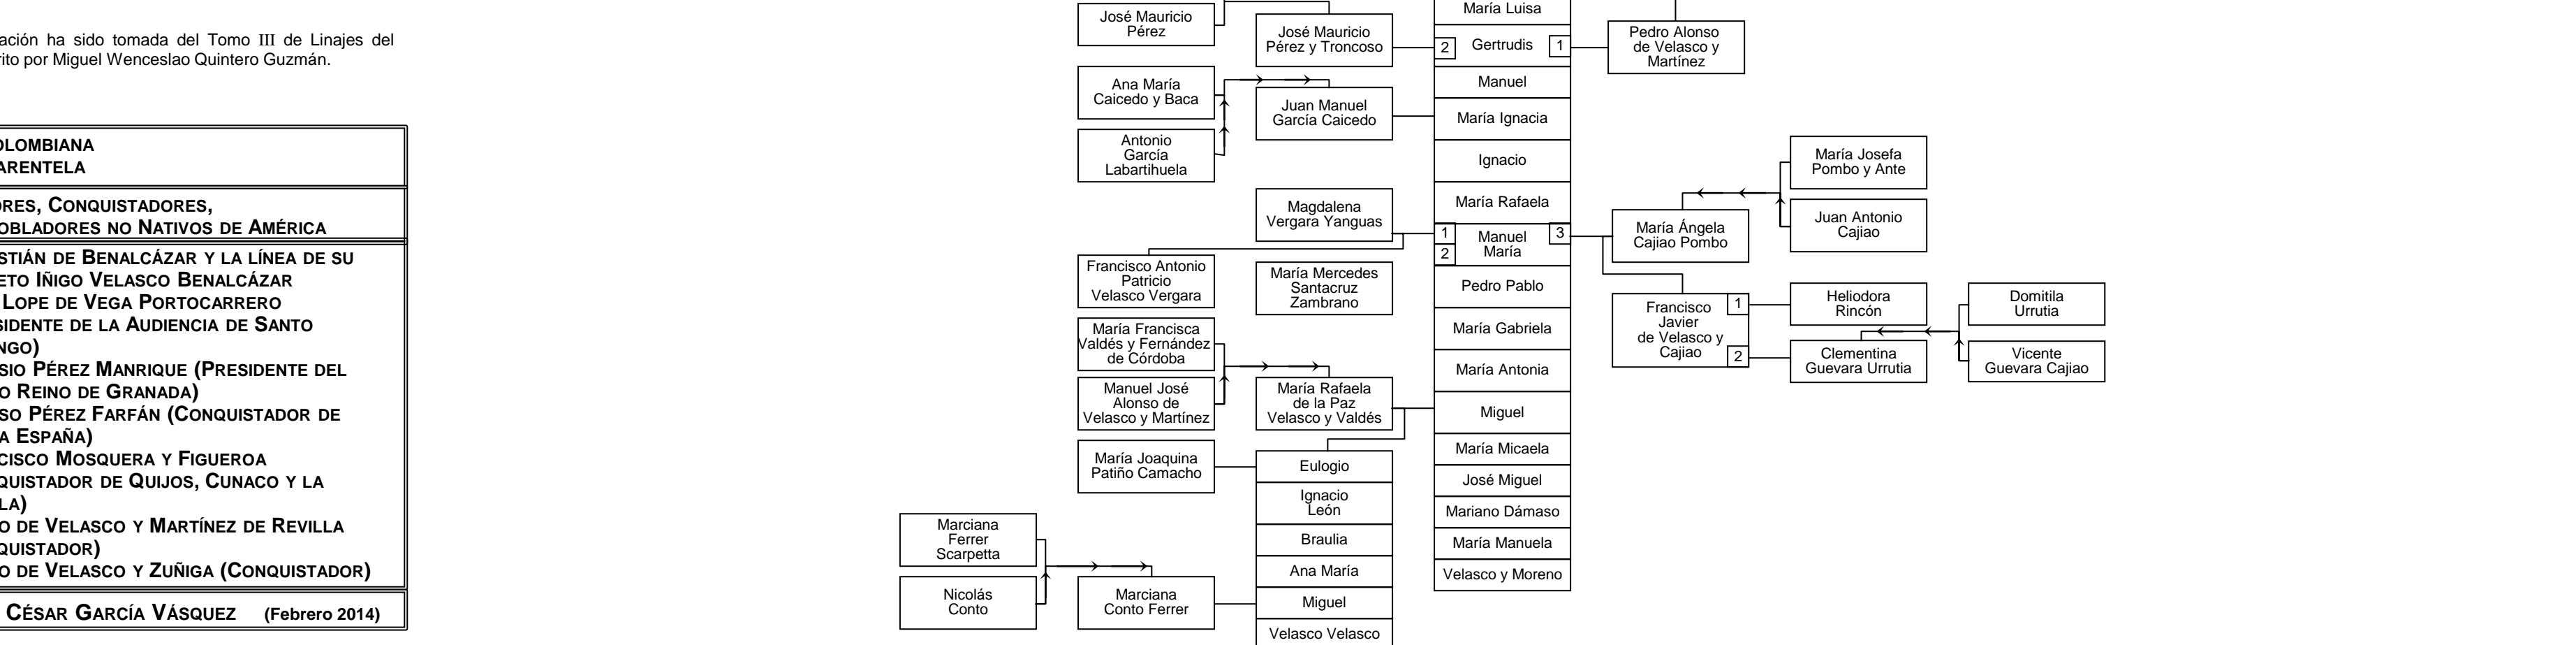 ación ha sido tomada del Tomo III de Linajes del
rito por Miguel Wenceslao Quintero Guzmán.
OLOMBIANA
ARENTELA
ORES, CONQUISTADORES,
OBLADORES NO NATIVOS DE AMÉRICA
STIÁN DE BENALCÁZAR Y LA LÍNEA DE SU
ETO IÑIGO VELASCO BENALCÁZAR
LOPE DE VEGA PORTOCARRERO
SIDENTE DE LA AUDIENCIA DE SANTO
NGO)
SIO PÉREZ MANRIQUE (PRESIDENTE DEL
O REINO DE GRANADA)
SO PÉREZ FARFÁN (CONQUISTADOR DE
A ESPAÑA)
CISCO MOSQUERA Y FIGUEROA
QUISTADOR DE QUIJOS, CUNACO Y LA
LA)
O DE VELASCO Y MARTÍNEZ DE REVILLA
QUISTADOR)
O DE VELASCO Y ZUÑIGA (CONQUISTADOR)
CÉSAR GARCÍA VÁSQUEZ (Febrero 2014)
José Mauricio
Pérez
José Mauricio
Pérez y Troncoso
Ana María
Caicedo y Baca
Antonio
García
Labartihuela
Juan Manuel
García Caicedo
Magdalena
Vergara Yanguas
Francisco Antonio
Patricio
Velasco Vergara
María Mercedes
Santacruz
Zambrano
María Francisca
Valdés y Fernández
de Córdoba
Manuel José
Alonso de
Velasco y Martínez
María Rafaela
de la Paz
Velasco y Valdés
María Joaquina
Patiño Camacho
Marciana
Ferrer
Scarpetta
Nicolás
Conto
Marciana
Conto Ferrer
Eulogio
Ignacio
León
Braulia
Ana María
Miguel
Velasco Velasco
María Luisa
2 Gertrudis 1
Manuel
María Ignacia
Ignacio
María Rafaela
1 Manuel 3
2 María
Pedro Pablo
María Gabriela
María Antonia
Miguel
María Micaela
José Miguel
Mariano Dámaso
María Manuela
Velasco y Moreno
Pedro Alonso
de Velasco y
Martínez
María Ángela
Cajiao Pombo
María Josefa
Pombo y Ante
Juan Antonio
Cajiao
Francisco 1
Javier
de Velasco y
Cajiao 2
Heliodora
Rincón
Clementina
Guevara Urrutia
Domitila
Urrutia
Vicente
Guevara Cajiao